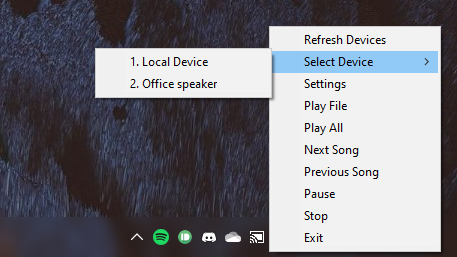 Refresh Devices
Select Device
1. Local Device
2. Office speaker
Settings
Play File
Play All
Next Song
Previous Song
Pause
Stop
Exit